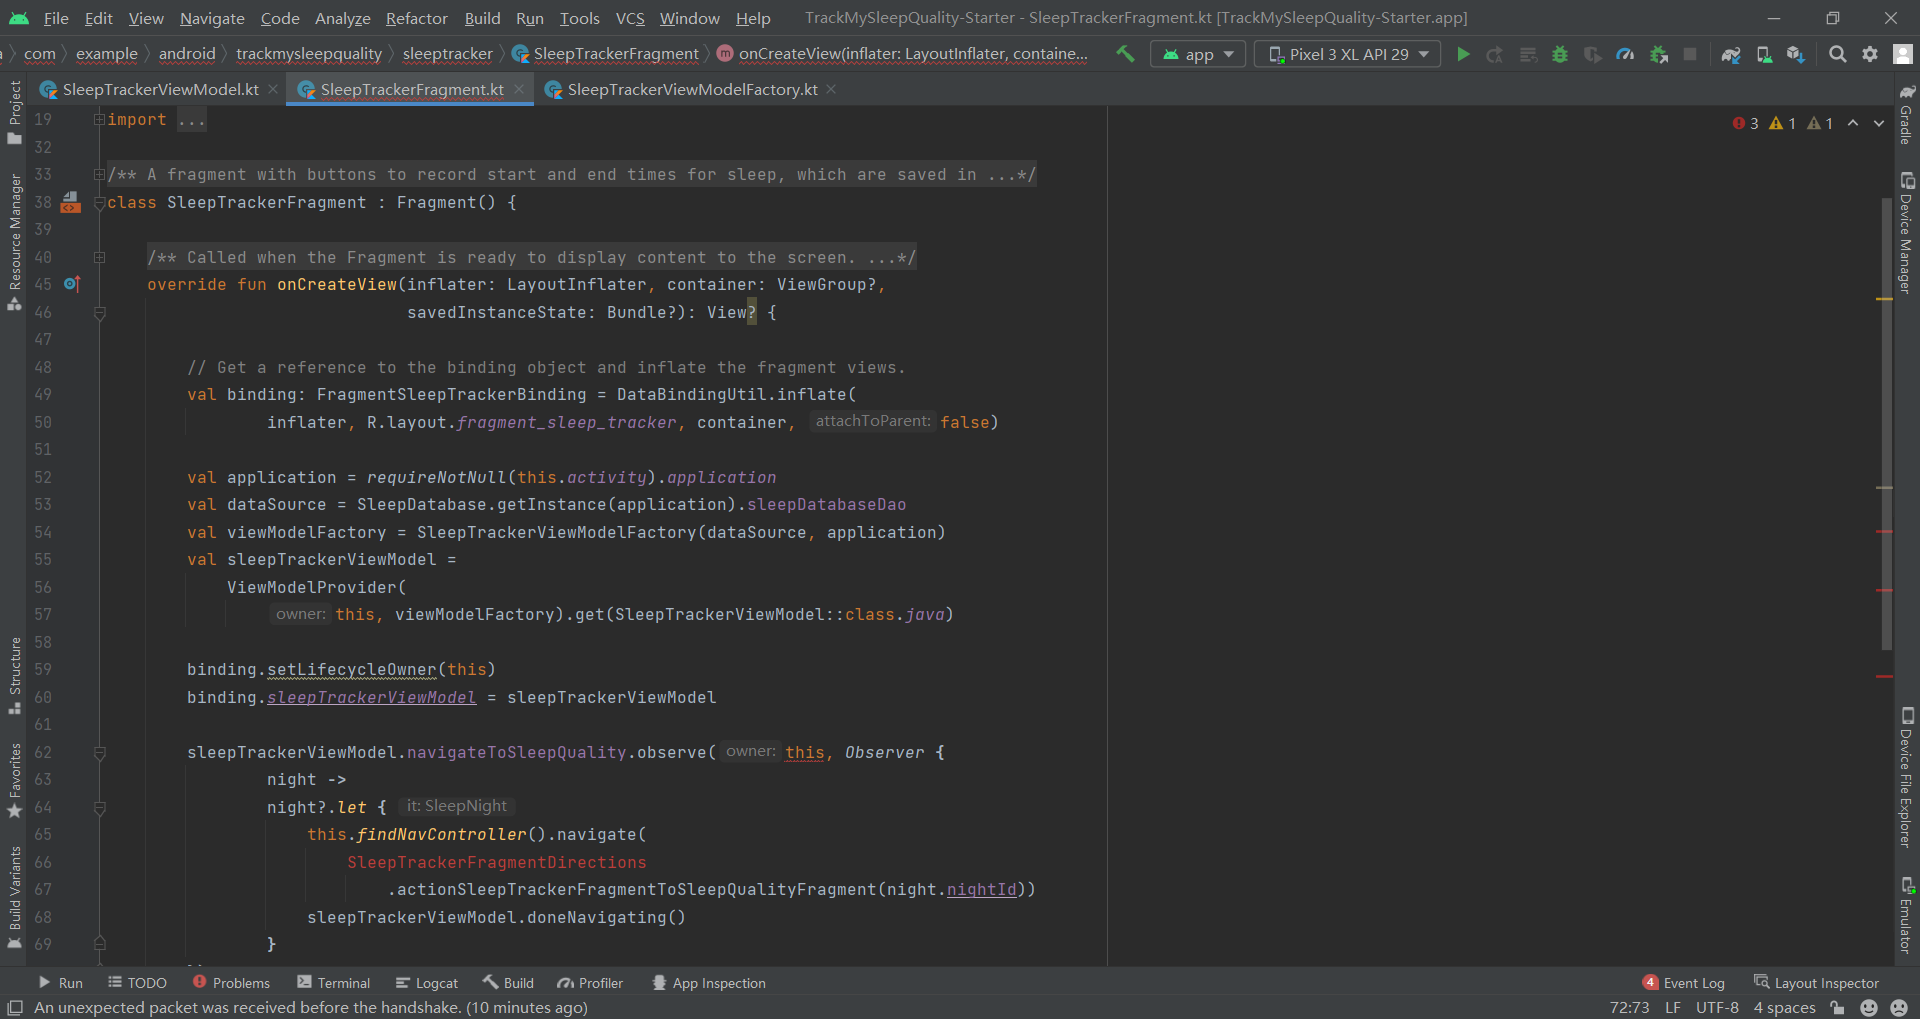 File Edit View Navigate Code Analyze Refactor Build Run Tools VCS Window Help TrackMySleepQuality-Starter - SleepTrackerFragment.kt [TrackMySleepQuality-Starter.app]
com example android trackmysleepquality sleeptracker SleepTrackerFragment onCreateView(inflater: LayoutInflater, containe... app Pixel 3 XL API 29
SleepTrackerViewModel.kt SleepTrackerFragment.kt SleepTrackerViewModelFactory.kt
Project
Resource Manager
Structure
Favorites
Build Variants
3 1 1
19 import ...
32
33 /** A fragment with buttons to record start and end times for sleep, which are saved in ...*/
38 class SleepTrackerFragment : Fragment() {
39
40 /** Called when the Fragment is ready to display content to the screen. ...*/
45 override fun onCreateView(inflater: LayoutInflater, container: ViewGroup?,
46 savedInstanceState: Bundle?): View? {
47
48 // Get a reference to the binding object and inflate the fragment views.
49 val binding: FragmentSleepTrackerBinding = DataBindingUtil.inflate(
50 inflater, R.layout.fragment_sleep_tracker, container, attachToParent: false)
51
52 val application = requireNotNull(this.activity).application
53 val dataSource = SleepDatabase.getInstance(application).sleepDatabaseDao
54 val viewModelFactory = SleepTrackerViewModelFactory(dataSource, application)
55 val sleepTrackerViewModel =
56 ViewModelProvider(
57 owner: this, viewModelFactory).get(SleepTrackerViewModel::class.java)
58
59 binding.setLifecycleOwner(this)
60 binding.sleepTrackerViewModel = sleepTrackerViewModel
61
62 sleepTrackerViewModel.navigateToSleepQuality.observe( owner: this, Observer {
63 night ->
64 night?.let { it: SleepNight
65 this.findNavController().navigate(
66 SleepTrackerFragmentDirections
67 .actionSleepTrackerFragmentToSleepQualityFragment(night.nightId))
68 sleepTrackerViewModel.doneNavigating()
69 }
Gradle
Device Manager
Device File Explorer
Emulator
Run TODO Problems Terminal Logcat Build Profiler App Inspection 4 Event Log Layout Inspector
An unexpected packet was received before the handshake. (10 minutes ago) 72:73 LF UTF-8 4 spaces